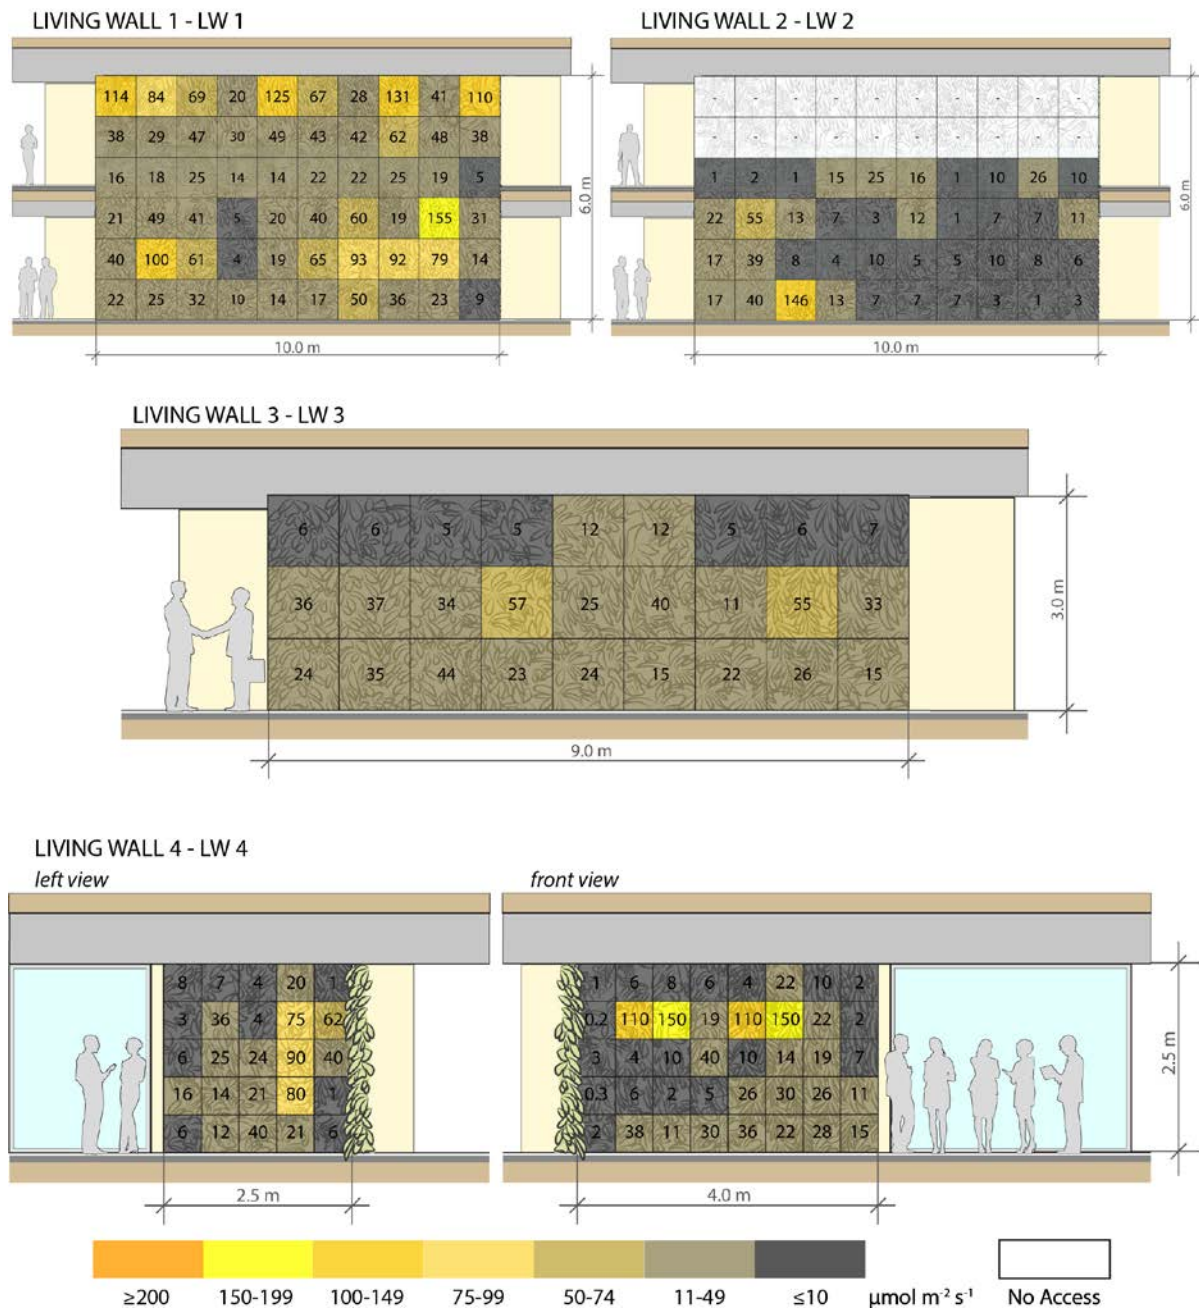 LIVING WALL 1 - LW 1
114 84 69 20 125 67 28 131 41 110
38 29 47 30 49 43 42 62 48 38
16 18 25 14 14 22 22 25 19 5
21 49 41 5 20 40 60 19 155 31
40 100 61 4 19 65 93 92 79 14
22 25 32 10 14 17 50 36 23 9
6.0 m
10.0 m
LIVING WALL 2 - LW 2
- - - - - - - - - -
- - - - - - - - - -
1 2 1 15 25 16 1 10 26 10
22 55 13 7 3 12 1 7 7 11
17 39 8 4 10 5 5 10 8 6
17 40 146 13 7 7 7 3 1 3
6.0 m
10.0 m
LIVING WALL 3 - LW 3
6 6 5 5 12 12 5 6 7
36 37 34 57 25 40 11 55 33
24 35 44 23 24 15 22 26 15
3.0 m
9.0 m
LIVING WALL 4 - LW 4
left view
8 7 4 20 1
3 36 4 75 62
6 25 24 90 40
16 14 21 80 1
6 12 40 21 6
2.5 m
front view
1 6 8 6 4 22 10 2
0.2 110 150 19 110 150 22 2
3 4 10 40 10 14 19 7
0.3 6 2 5 26 30 26 11
2 38 11 30 36 22 28 15
2.5 m
4.0 m
≥200 150-199 100-149 75-99 50-74 11-49 ≤10 μmol m⁻² s⁻¹ No Access